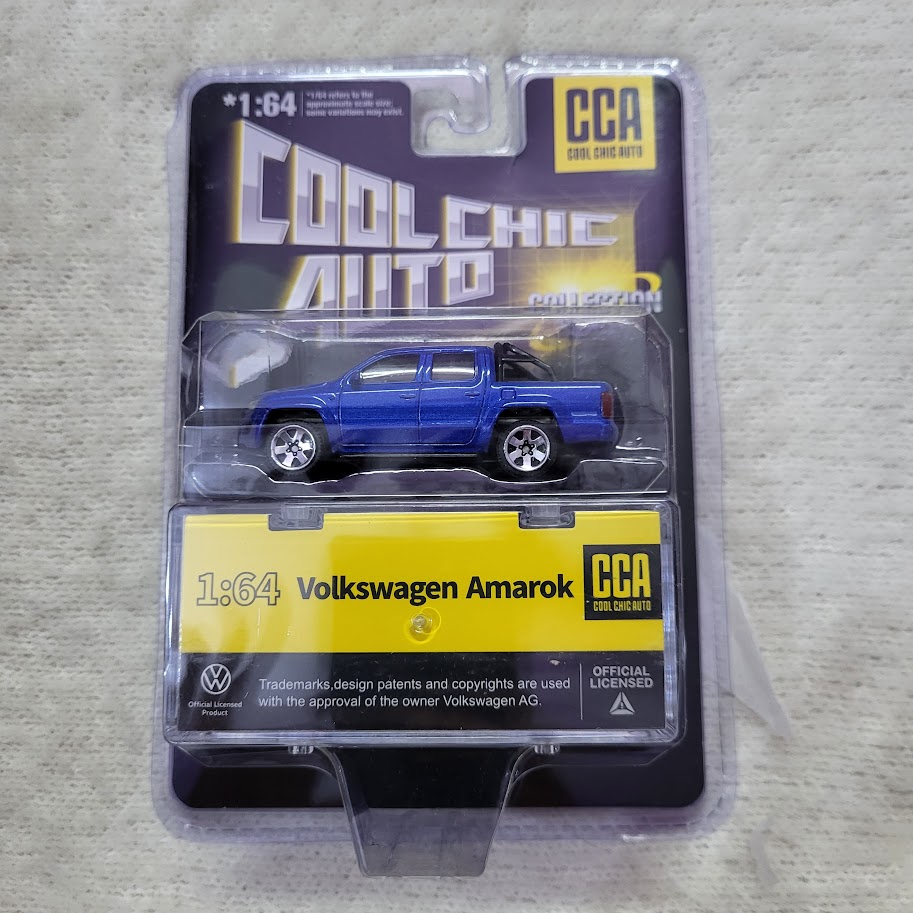 *1:64
*1/64 refers to the
approximate scale size,
some variations may exist.
CCA
COOL CHIC AUTO
COOL CHIC
AUTO
COLLECTION
1:64 Volkswagen Amarok
CCA
COOL CHIC AUTO
Official Licensed
Product
Trademarks,design patents and copyrights are used
with the approval of the owner Volkswagen AG.
OFFICIAL
LICENSED